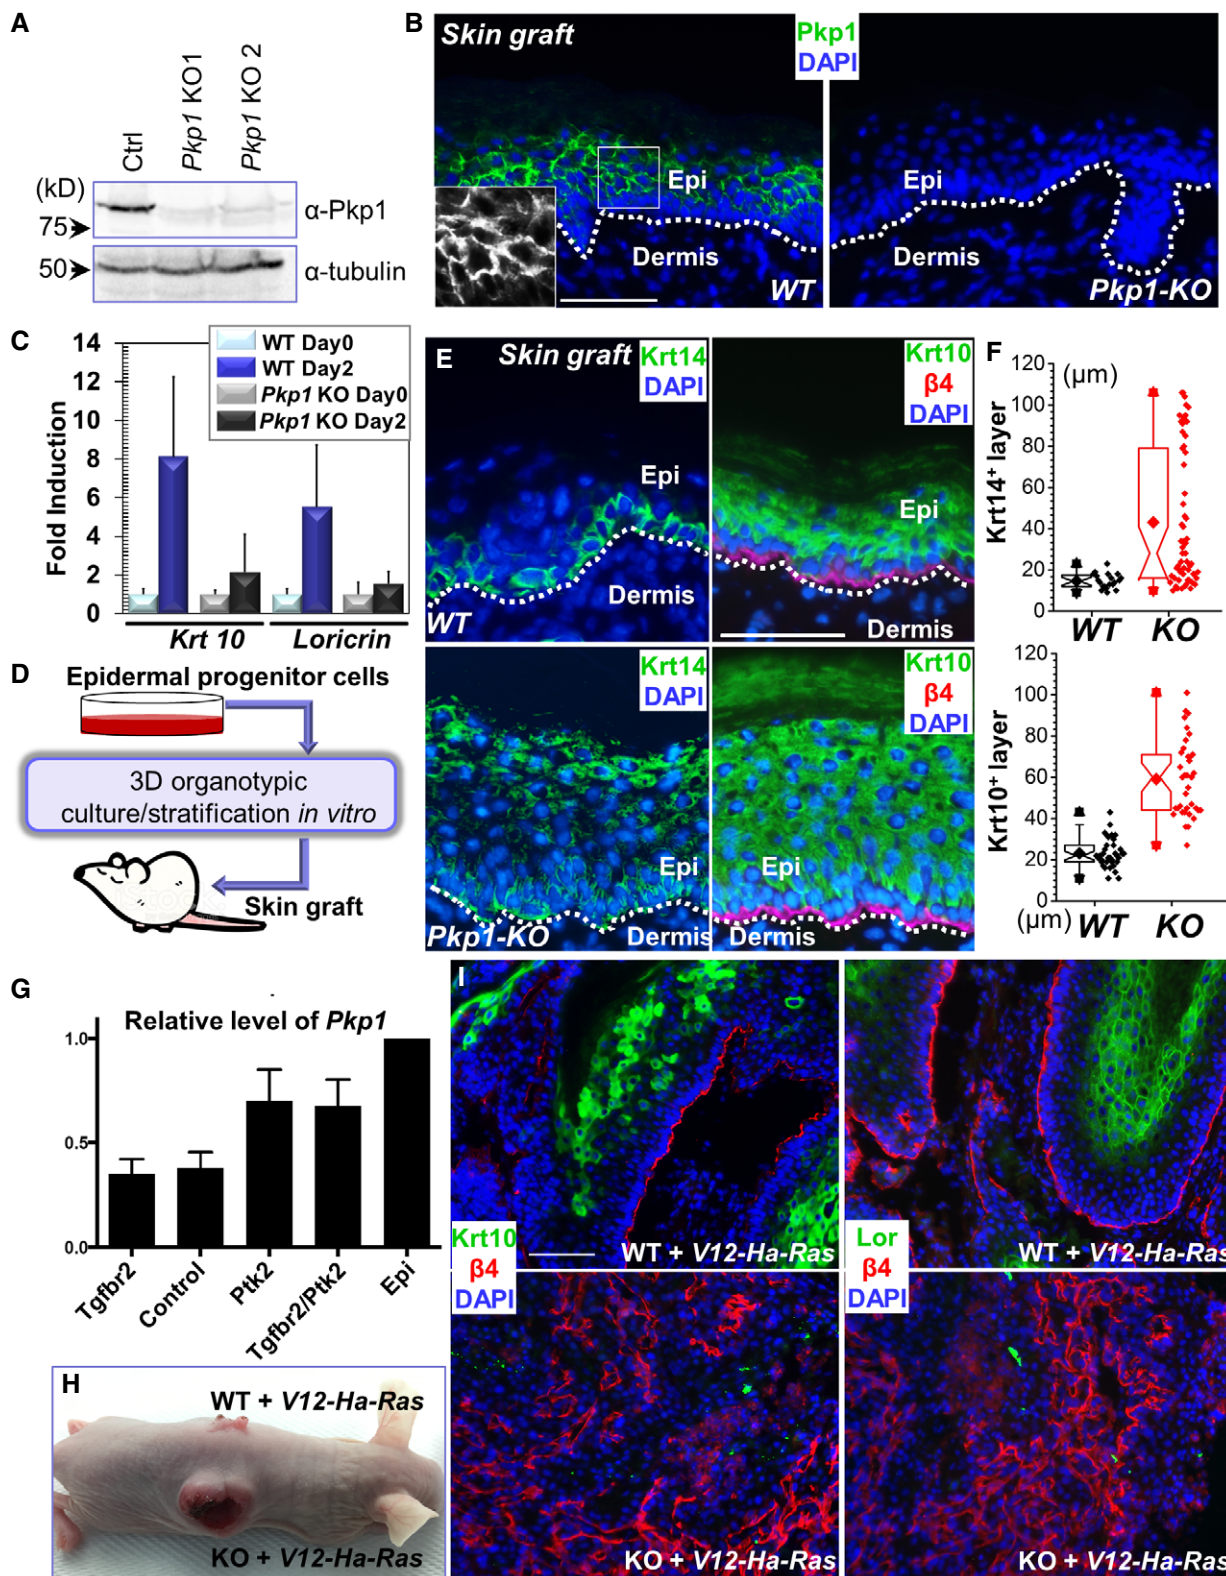 A
Ctrl
Pkp1 KO1
Pkp1 KO 2
(kD)
75
α-Pkp1
50
α-tubulin
B
Skin graft
Pkp1
DAPI
Epi
Dermis
WT
Epi
Dermis
Pkp1-KO
C
Fold Induction
14
12
10
8
6
4
2
0
WT Day0
WT Day2
Pkp1 KO Day0
Pkp1 KO Day2
Krt 10
Loricrin
D
Epidermal progenitor cells
3D organotypic
culture/stratification in vitro
Skin graft
E
Skin graft
Krt14
DAPI
Epi
Dermis
WT
Krt10
β4
DAPI
Epi
Dermis
Krt14
DAPI
Epi
Dermis
Pkp1-KO
Krt10
β4
DAPI
Epi
Dermis
F
(μm)
Krt14+ layer
120
100
80
60
40
20
0
WT
KO
Krt10+ layer
120
100
80
60
40
20
0
(μm)
WT
KO
G
Relative level of Pkp1
1.0
0.5
0.0
Tgfbr2
Control
Ptk2
Tgfbr2/Ptk2
Epi
H
WT + V12-Ha-Ras
KO + V12-Ha-Ras
I
Krt10
β4
DAPI
WT + V12-Ha-Ras
Lor
β4
DAPI
WT + V12-Ha-Ras
KO + V12-Ha-Ras
KO + V12-Ha-Ras